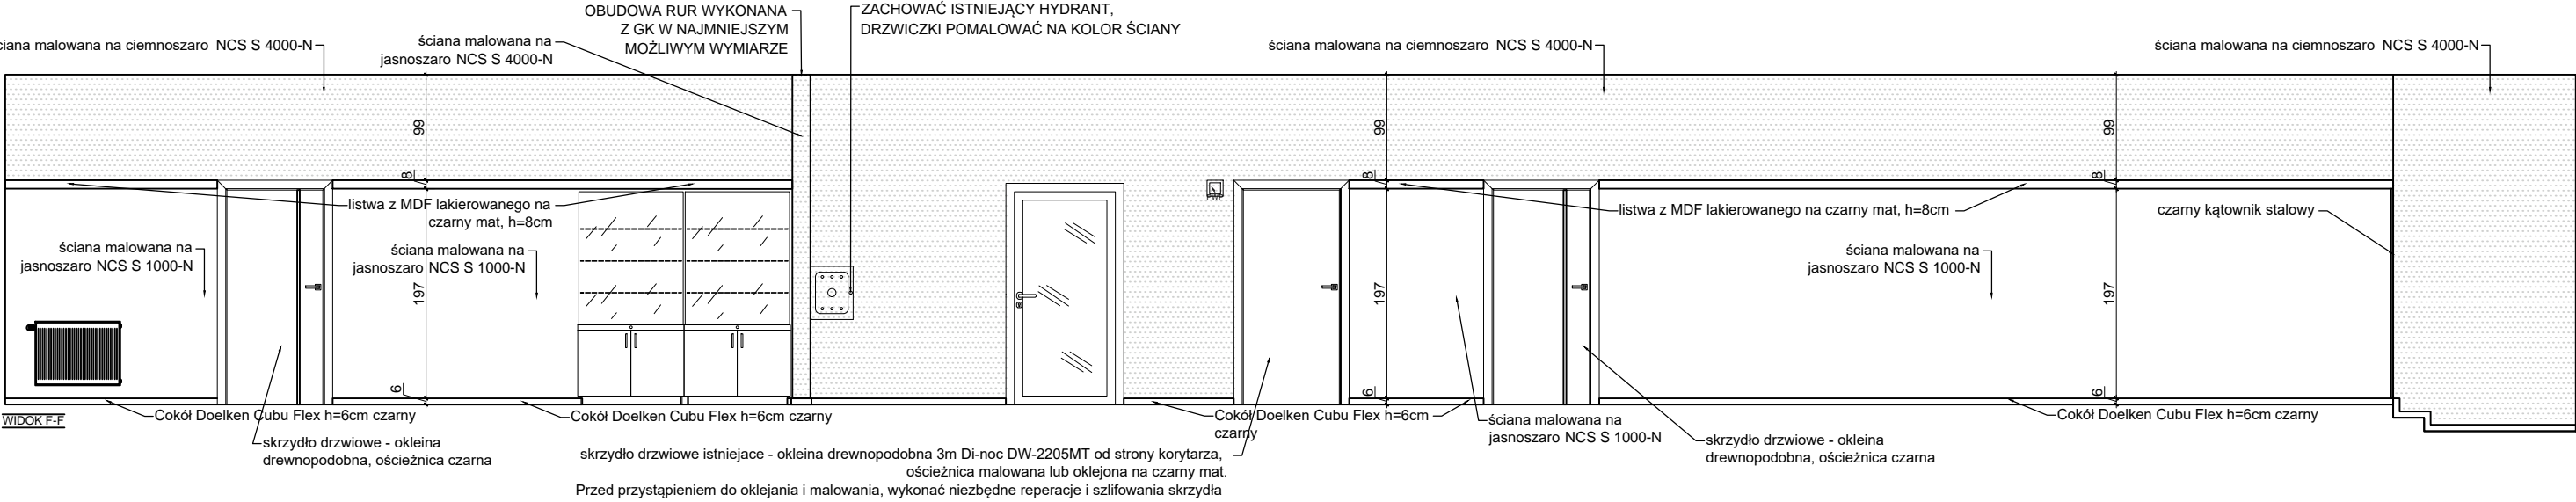 OBUDOWA RUR WYKONANA
Z GK W NAJMNIEJSZYM
MOŻLIWYM WYMIARZE
ZACHOWAĆ ISTNIEJĄCY HYDRANT,
DRZWICZKI POMALOWAĆ NA KOLOR ŚCIANY
malowana na ciemnoszaro NCS S 4000-N
ściana malowana na
jasnoszaro NCS S 4000-N
ściana malowana na ciemnoszaro NCS S 4000-N
ściana malowana na ciemnoszaro NCS S 4000-N
99
99
99
8
8
8
listwa z MDF lakierowanego na
czarny mat, h=8cm
listwa z MDF lakierowanego na czarny mat, h=8cm
czarny kątownik stalowy
ściana malowana na
jasnoszaro NCS S 1000-N
ściana malowana na
jasnoszaro NCS S 1000-N
ściana malowana na
jasnoszaro NCS S 1000-N
197
197
197
6
6
6
WIDOK F-F
Cokół Doelken Cubu Flex h=6cm czarny
Cokół Doelken Cubu Flex h=6cm czarny
Cokół Doelken Cubu Flex h=6cm
czarny
ściana malowana na
jasnoszaro NCS S 1000-N
Cokół Doelken Cubu Flex h=6cm czarny
skrzydło drzwiowe - okleina
drewnopodobna, ościeżnica czarna
skrzydło drzwiowe istniejace - okleina drewnopodobna 3m Di-noc DW-2205MT od strony korytarza,
ościeżnica malowana lub oklejona na czarny mat.
Przed przystąpieniem do oklejania i malowania, wykonać niezbędne reperacje i szlifowania skrzydła
skrzydło drzwiowe - okleina
drewnopodobna, ościeżnica czarna